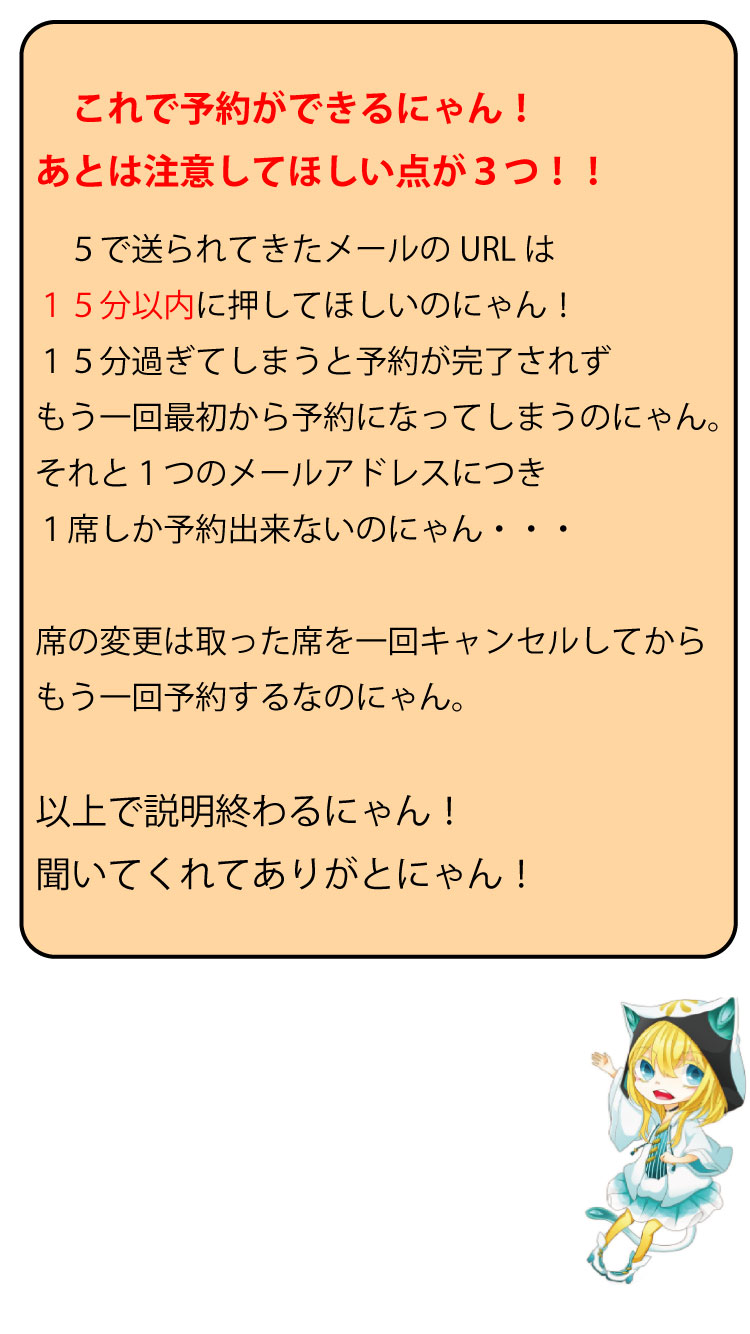 これで予約ができるにゃん！
あとは注意してほしい点が３つ！！
５で送られてきたメールの URL は
１５分以内に押してほしいのにゃん！
１５分過ぎてしまうと予約が完了されず
もう一回最初から予約になってしまうのにゃん。
それと１つのメールアドレスにつき
１席しか予約出来ないのにゃん・・・
席の変更は取った席を一回キャンセルしてから
もう一回予約するなのにゃん。
以上で説明終わるにゃん！
聞いてくれてありがとにゃん！